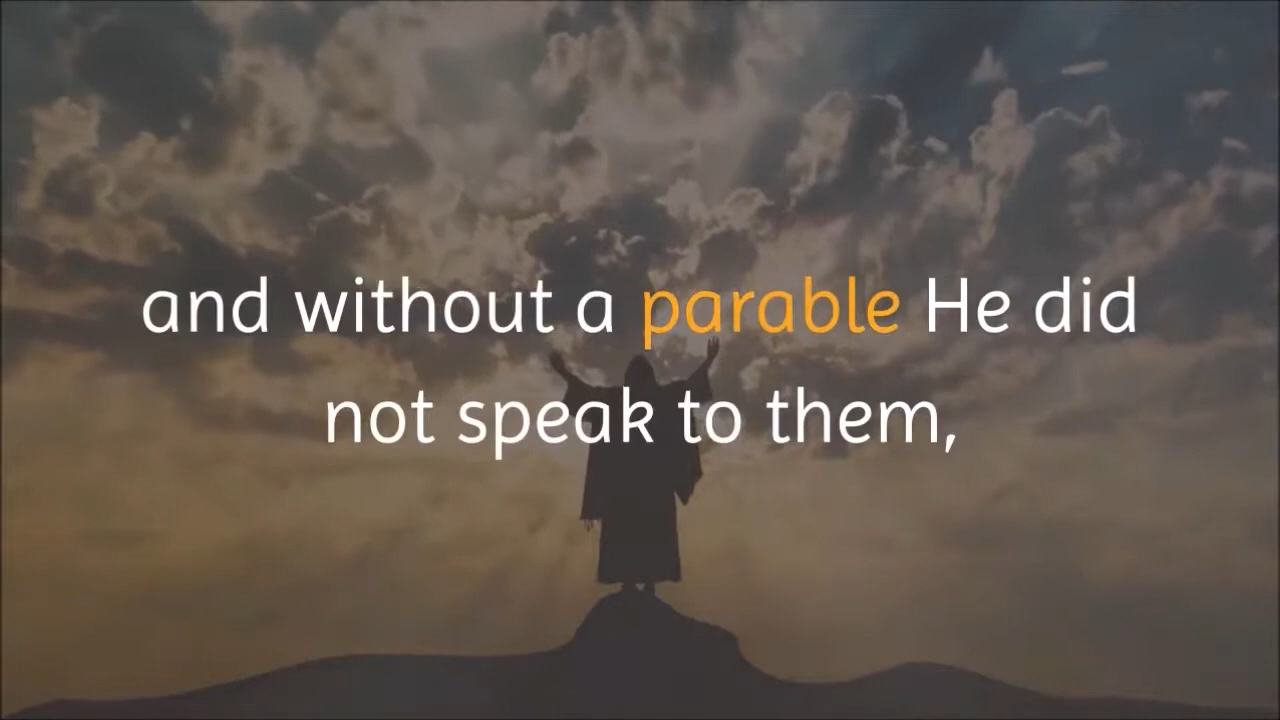 and without a parable He did
not speak to them,